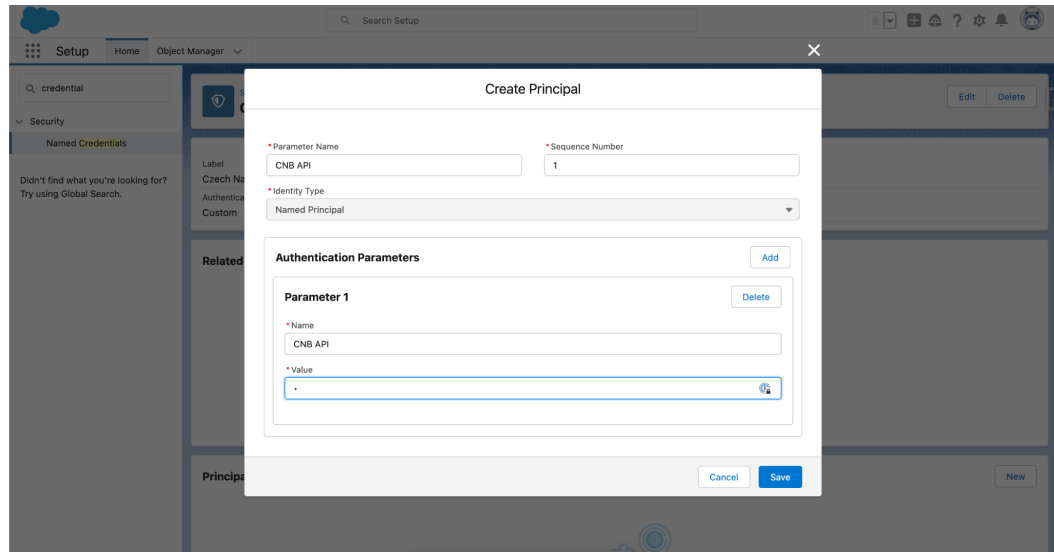 Search Setup
Setup Home Object Manager
credential
Security
Named Credentials
Didn't find what you're looking for?
Try using Global Search.
Edit Delete
Label
Czech Na
Authentica
Custom
Related
Principa
New
Create Principal
* Parameter Name * Sequence Number
CNB API 1
* Identity Type
Named Principal
Authentication Parameters Add
Parameter 1 Delete
* Name
CNB API
* Value
•
Cancel Save